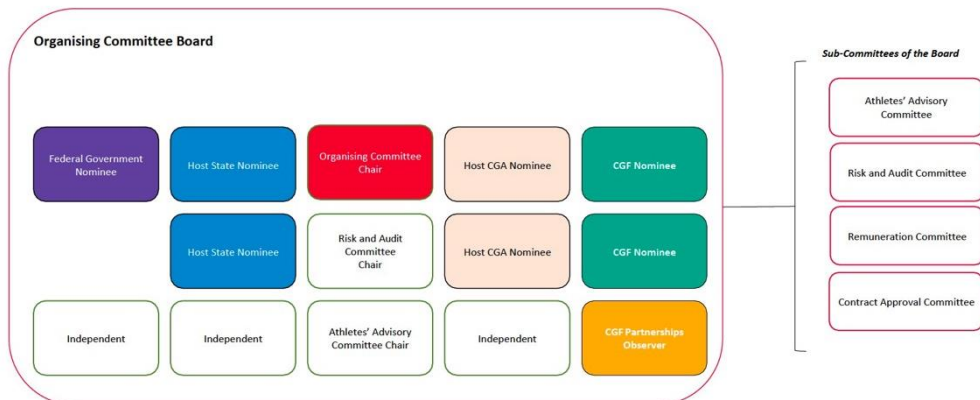 Organising Committee Board
Federal Government
Nominee
Host State Nominee
Organising Committee
Chair
Host CGA Nominee
CGF Nominee
Host State Nominee
Risk and Audit
Committee
Chair
Host CGA Nominee
CGF Nominee
Independent
Independent
Athletes' Advisory
Committee Chair
Independent
CGF Partnerships
Observer
Sub-Committees of the Board
Athletes' Advisory
Committee
Risk and Audit Committee
Remuneration Committee
Contract Approval Committee